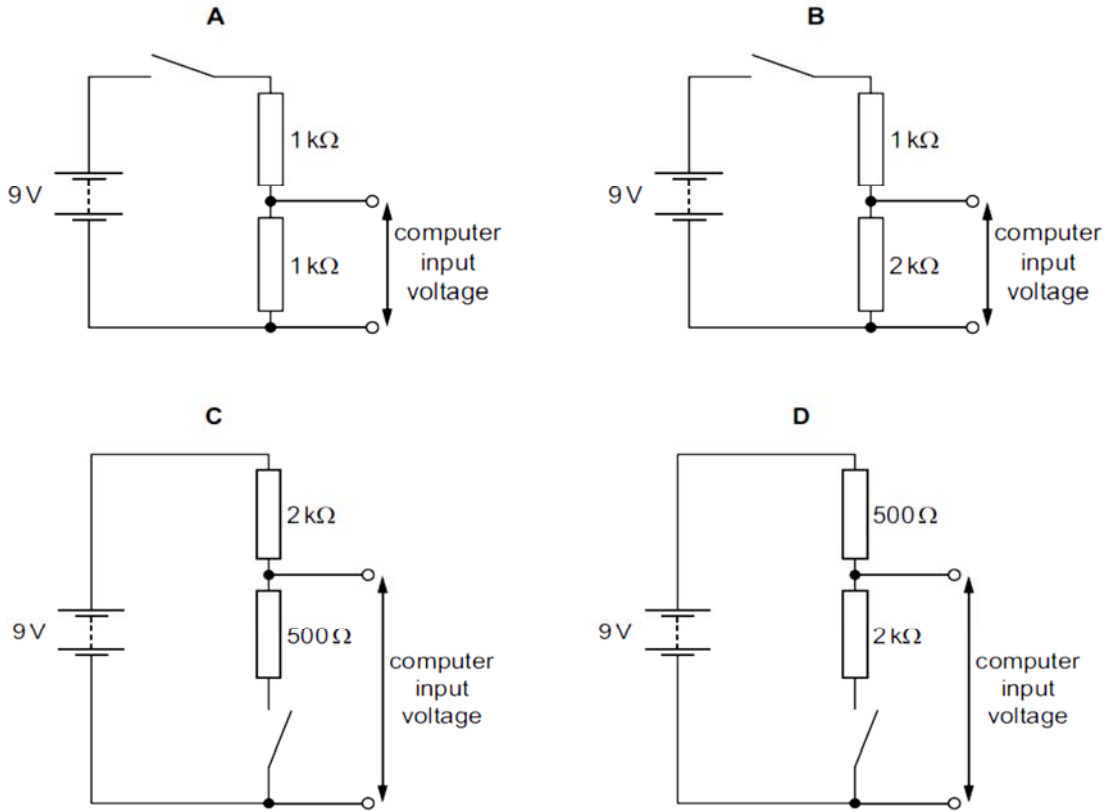 A
1 kΩ
9 V
1 kΩ
computer
input
voltage
B
1 kΩ
9 V
2 kΩ
computer
input
voltage
C
2 kΩ
9 V
500 Ω
computer
input
voltage
D
500 Ω
9 V
2 kΩ
computer
input
voltage